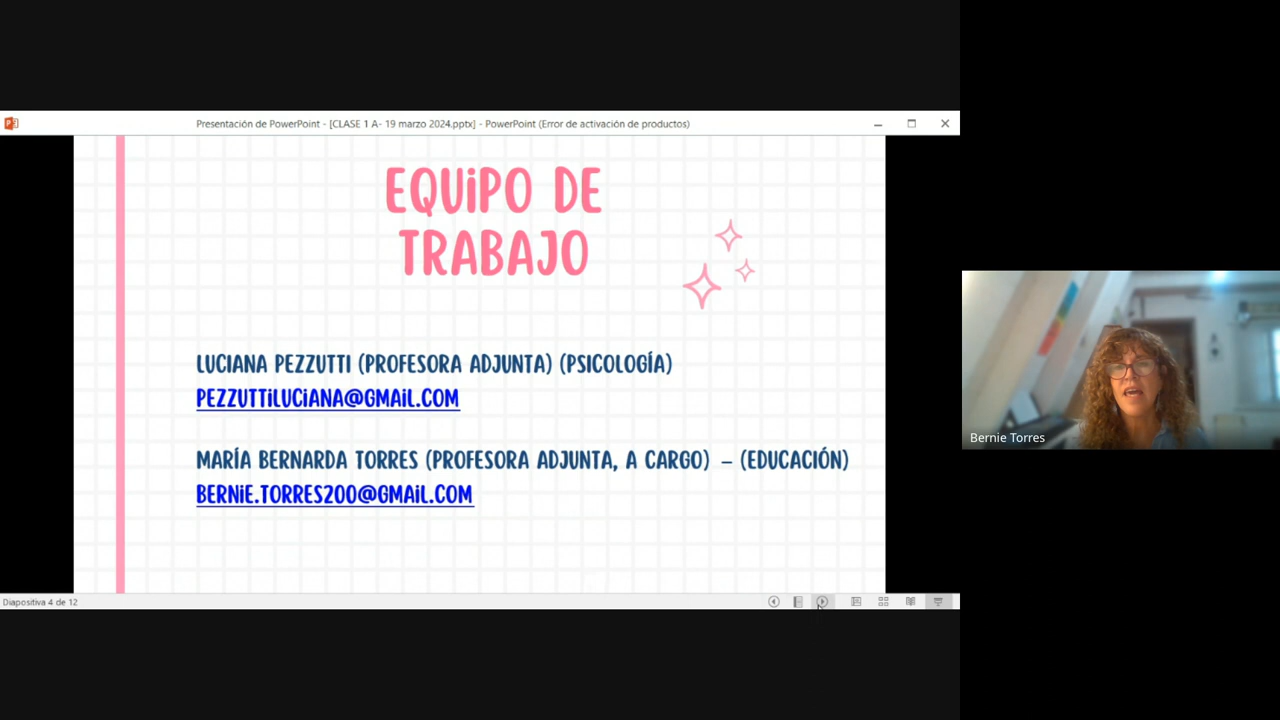 Presentación de PowerPoint - [CLASE 1 A- 19 marzo 2024.pptx] - PowerPoint (Error de activación de productos)
EQUiPO DE
TRABAJO
LUCIANA PEZZUTTI (PROFESORA ADJUNTA) (PSICOLOGÍA)
PEZZUTTiLUCiANA@GMAiL.COM
MARÍA BERNARDA TORRES (PROFESORA ADJUNTA, A CARGO) – (EDUCACIÓN)
BERNiE.TORRES200@GMAiL.COM
Bernie Torres
Diapositiva 4 de 12